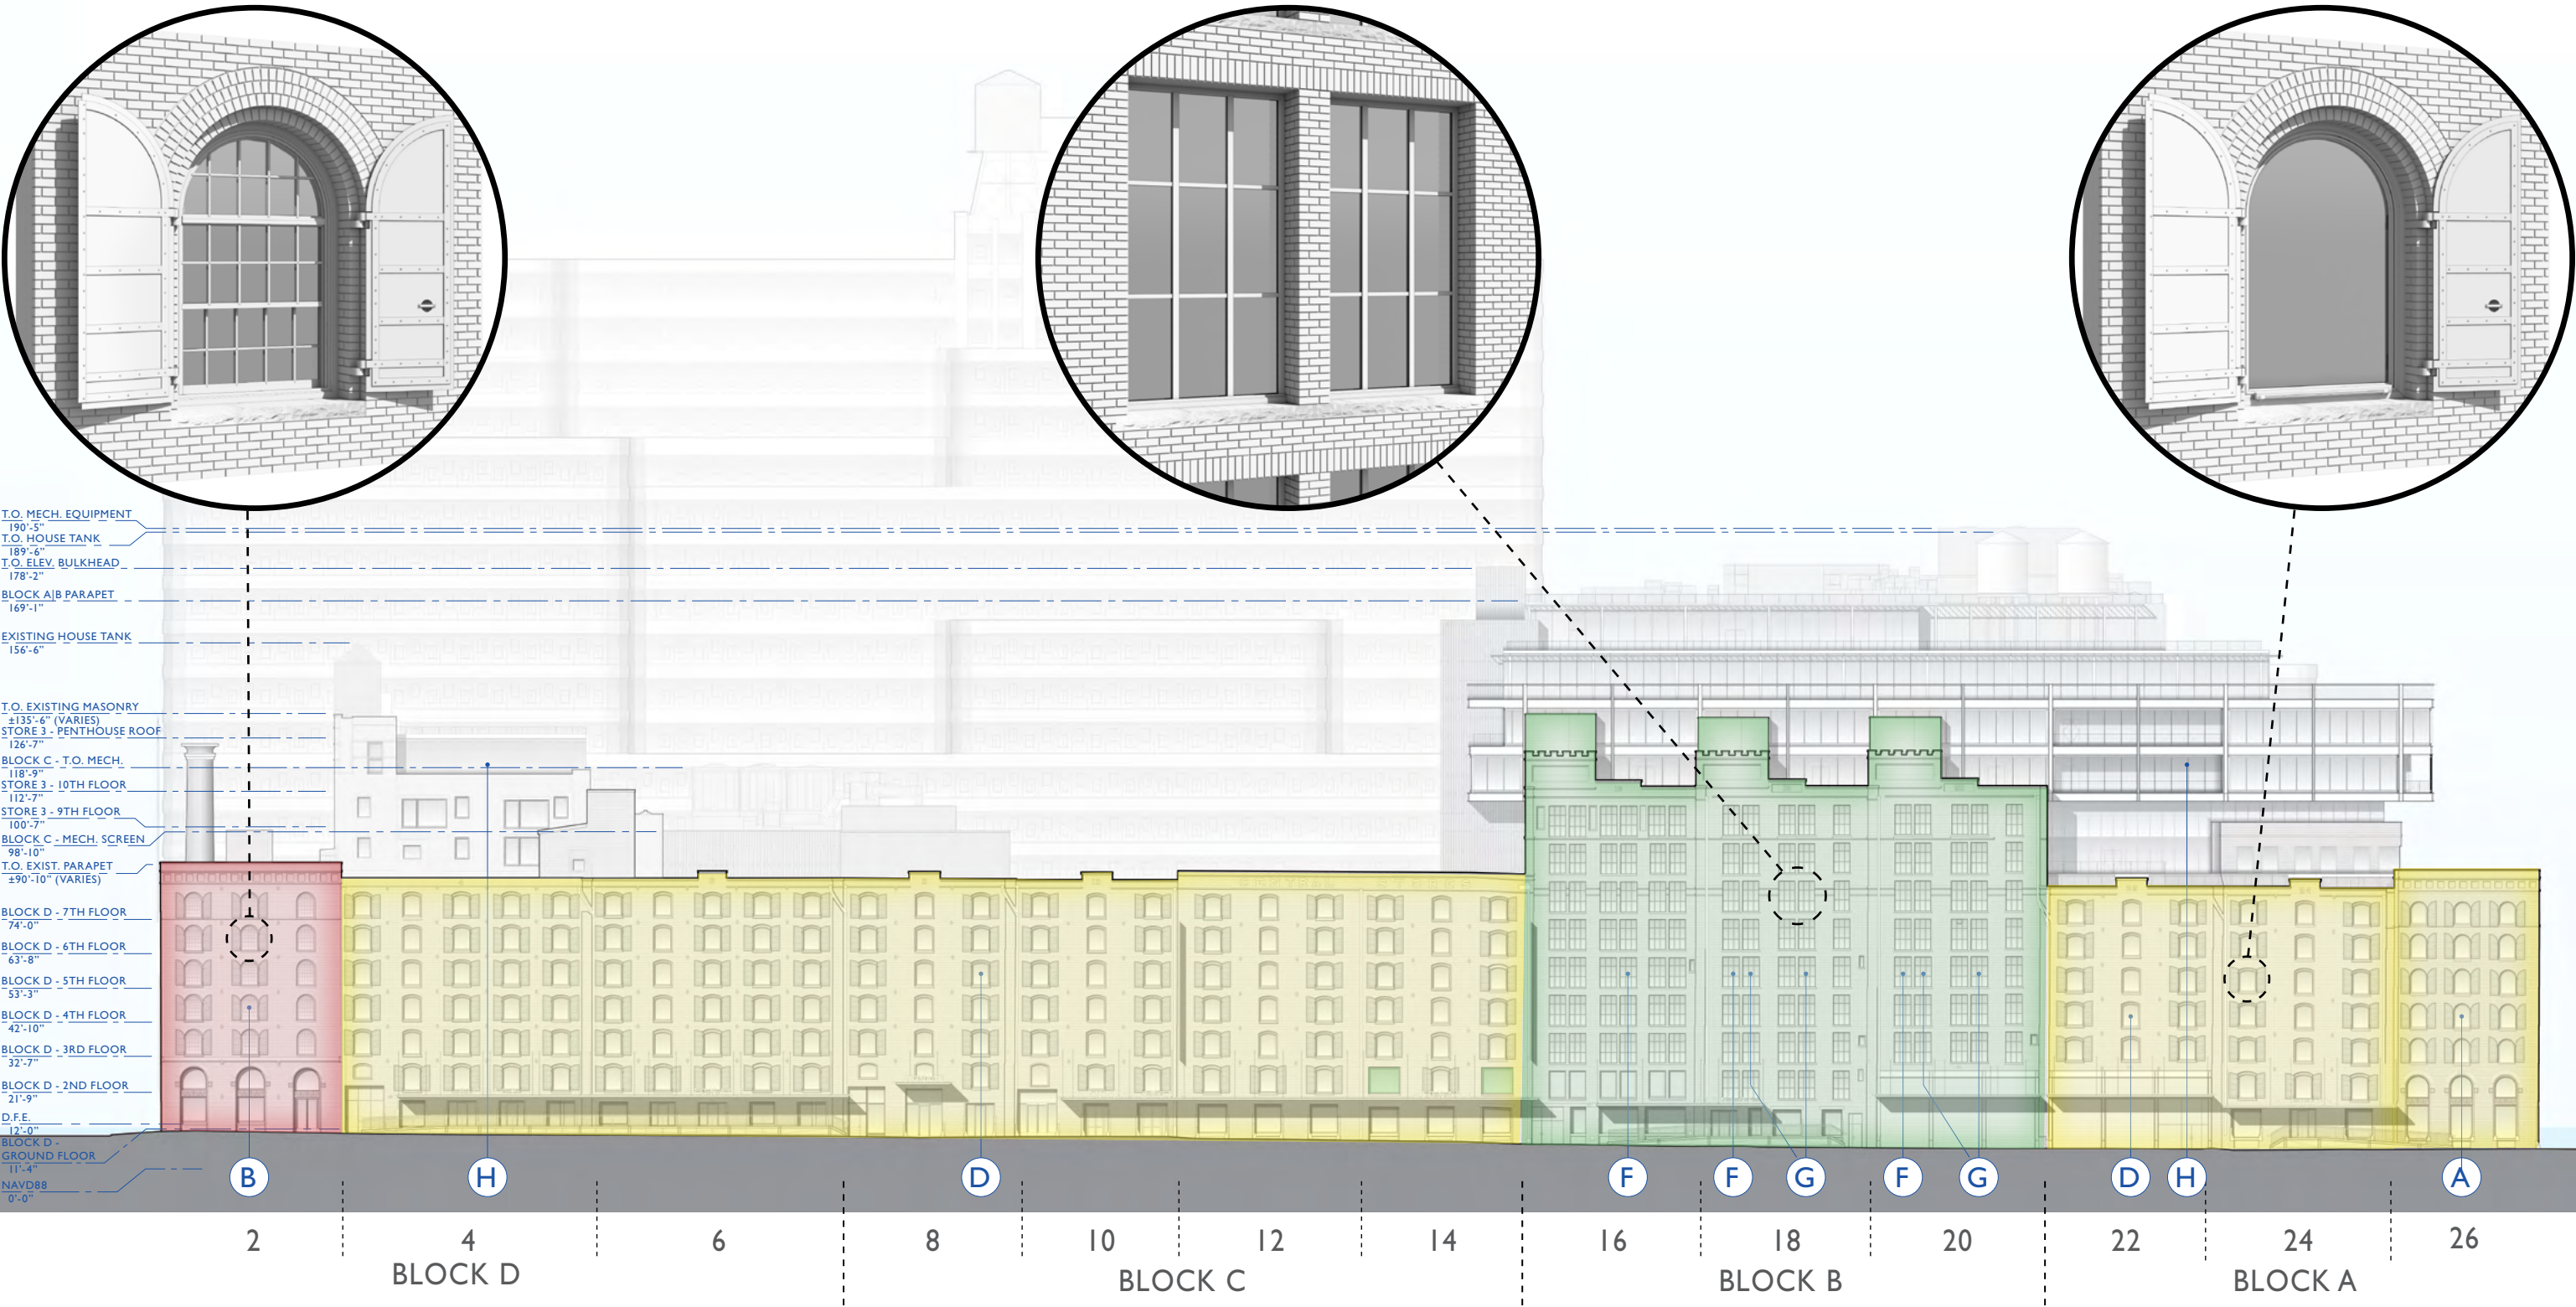 T.O. MECH. EQUIPMENT
190'-5"
T.O. HOUSE TANK
189'-6"
T.O. ELEV. BULKHEAD
178'-2"
BLOCK A|B PARAPET
169'-1"
EXISTING HOUSE TANK
156'-6"
T.O. EXISTING MASONRY
±135'-6" (VARIES)
STORE 3 - PENTHOUSE ROOF
126'-7"
BLOCK C - T.O. MECH.
118'-9"
STORE 3 - 10TH FLOOR
112'-7"
STORE 3 - 9TH FLOOR
100'-7"
BLOCK C - MECH. SCREEN
98'-10"
T.O. EXIST. PARAPET
±90'-10" (VARIES)
BLOCK D - 7TH FLOOR
74'-0"
BLOCK D - 6TH FLOOR
63'-8"
BLOCK D - 5TH FLOOR
53'-3"
BLOCK D - 4TH FLOOR
42'-10"
BLOCK D - 3RD FLOOR
32'-7"
BLOCK D - 2ND FLOOR
21'-9"
D.F.E.
12'-0"
BLOCK D -
GROUND FLOOR
11'-4"
NAVD88
0'-0"
B H D F F G F G D H A
2 4 6 8 10 12 14 16 18 20 22 24 26
BLOCK D BLOCK C BLOCK B BLOCK A